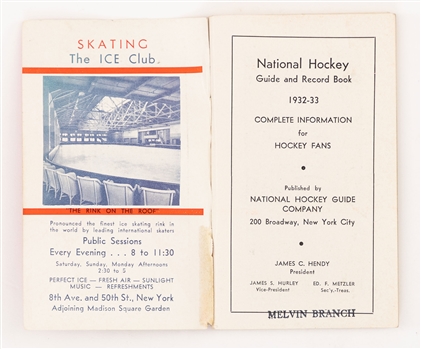 SKATING
The ICE Club.
"THE RINK ON THE ROOF"
Pronounced the finest ice skating rink in
the world by leading international skaters
Public Sessions
Every Evening . . . 8 to 11:30
Saturday, Sunday, Monday Afternoons
2:30 to 5
PERFECT ICE — FRESH AIR — SUNLIGHT
MUSIC — REFRESHMENTS
8th Ave. and 50th St., New York
Adjoining Madison Square Garden
National Hockey
Guide and Record Book
1932-33
COMPLETE INFORMATION
for
HOCKEY FANS
Published by
NATIONAL HOCKEY GUIDE
COMPANY
200 Broadway, New York City
JAMES C. HENDY
President
JAMES S. HURLEY ED. F. METZLER
Vice-President Sec'y.-Treas.
MELVIN BRANCH